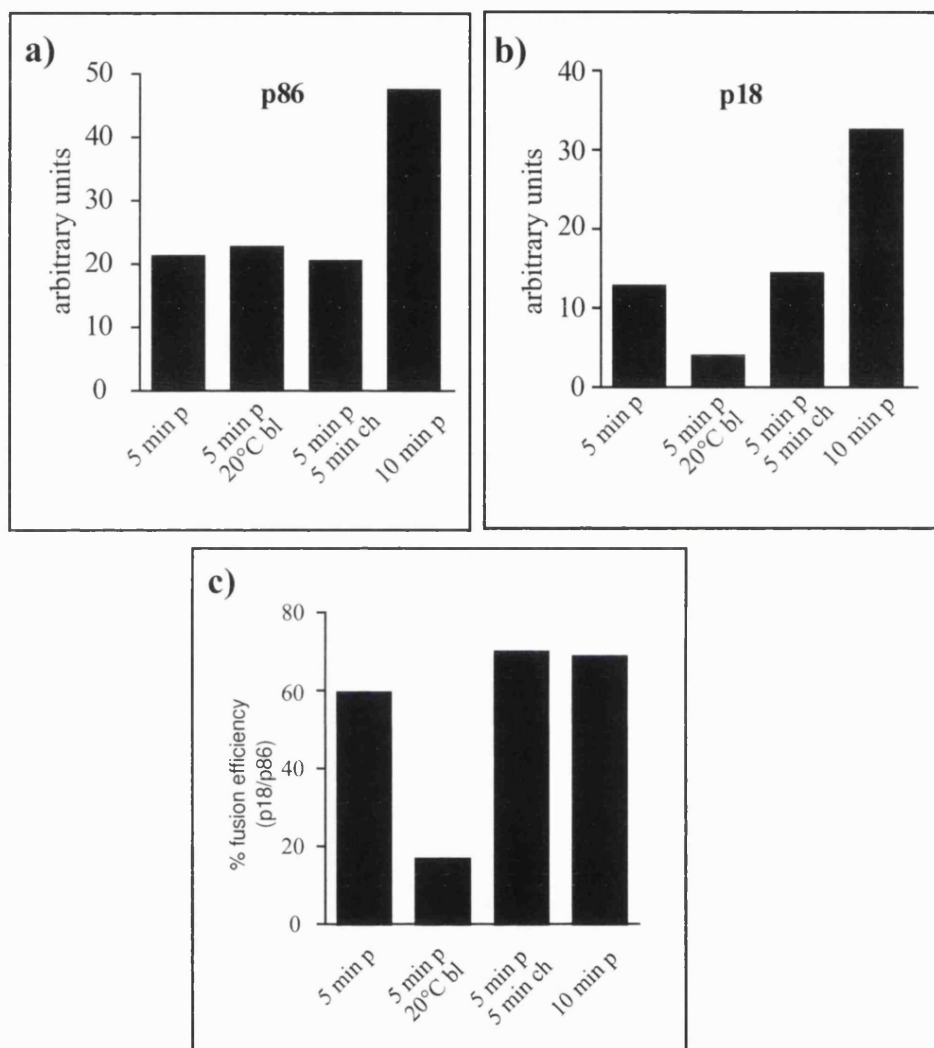 a)
p86
arbitrary units
50
40
30
20
10
0
5 min p
5 min p
20°C bl
5 min p
5 min ch
10 min p
b)
p18
arbitrary units
40
30
20
10
0
5 min p
5 min p
20°C bl
5 min p
5 min ch
10 min p
c)
% fusion efficiency
(p18/p86)
80
60
40
20
0
5 min p
5 min p
20°C bl
5 min p
5 min ch
10 min p